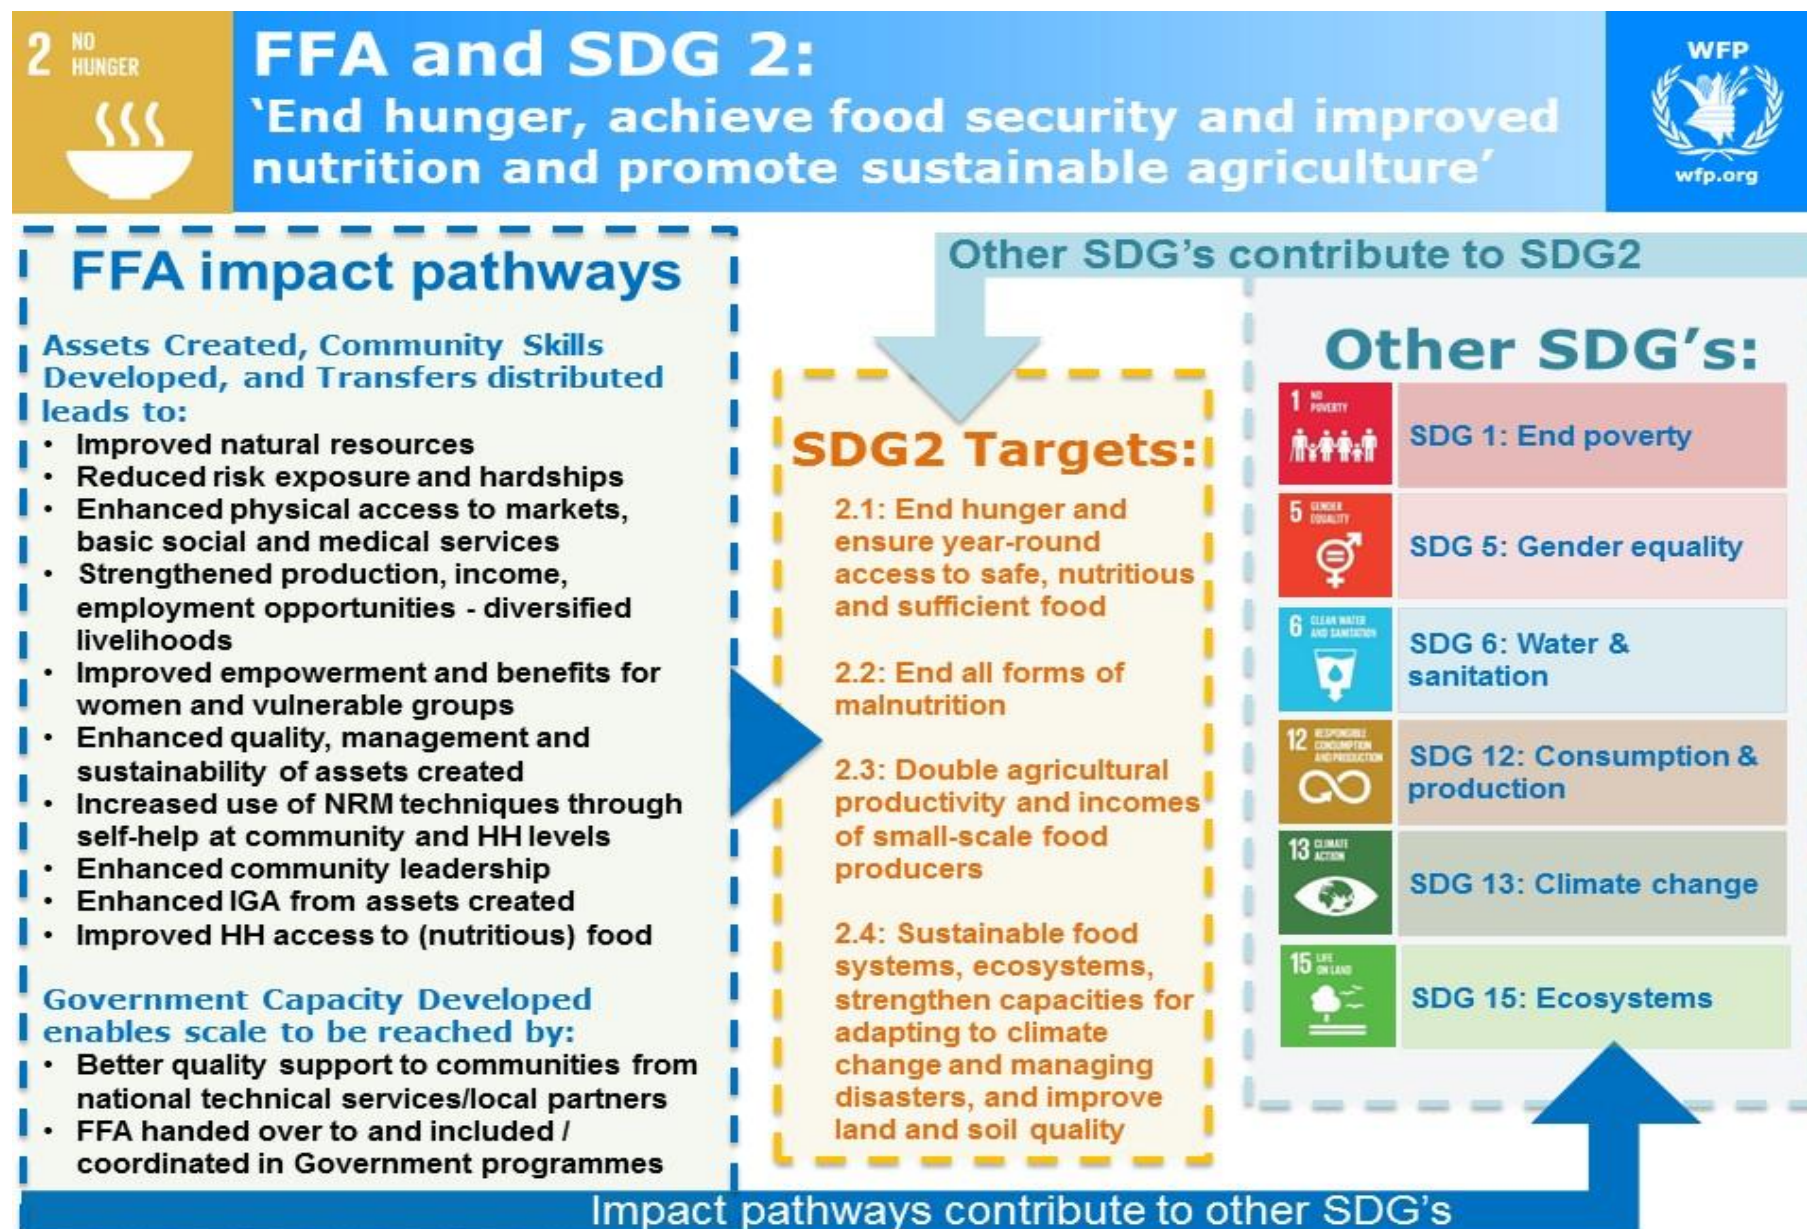 2 NO
HUNGER
FFA and SDG 2:
‘End hunger, achieve food security and improved
nutrition and promote sustainable agriculture’
WFP
wfp.org
FFA impact pathways
Assets Created, Community Skills
Developed, and Transfers distributed
leads to:
• Improved natural resources
• Reduced risk exposure and hardships
• Enhanced physical access to markets,
basic social and medical services
• Strengthened production, income,
employment opportunities - diversified
livelihoods
• Improved empowerment and benefits for
women and vulnerable groups
• Enhanced quality, management and
sustainability of assets created
• Increased use of NRM techniques through
self-help at community and HH levels
• Enhanced community leadership
• Enhanced IGA from assets created
• Improved HH access to (nutritious) food
Government Capacity Developed
enables scale to be reached by:
• Better quality support to communities from
national technical services/local partners
• FFA handed over to and included /
coordinated in Government programmes
Other SDG’s contribute to SDG2
SDG2 Targets:
2.1: End hunger and
ensure year-round
access to safe, nutritious
and sufficient food
2.2: End all forms of
malnutrition
2.3: Double agricultural
productivity and incomes
of small-scale food
producers
2.4: Sustainable food
systems, ecosystems,
strengthen capacities for
adapting to climate
change and managing
disasters, and improve
land and soil quality
Other SDG’s:
1 NO
POVERTY
SDG 1: End poverty
5 GENDER
EQUALITY
SDG 5: Gender equality
6 CLEAN WATER
AND SANITATION
SDG 6: Water &
sanitation
12 RESPONSIBLE
CONSUMPTION
AND PRODUCTION
SDG 12: Consumption &
production
13 CLIMATE
ACTION
SDG 13: Climate change
15 LIFE
ON LAND
SDG 15: Ecosystems
Impact pathways contribute to other SDG’s